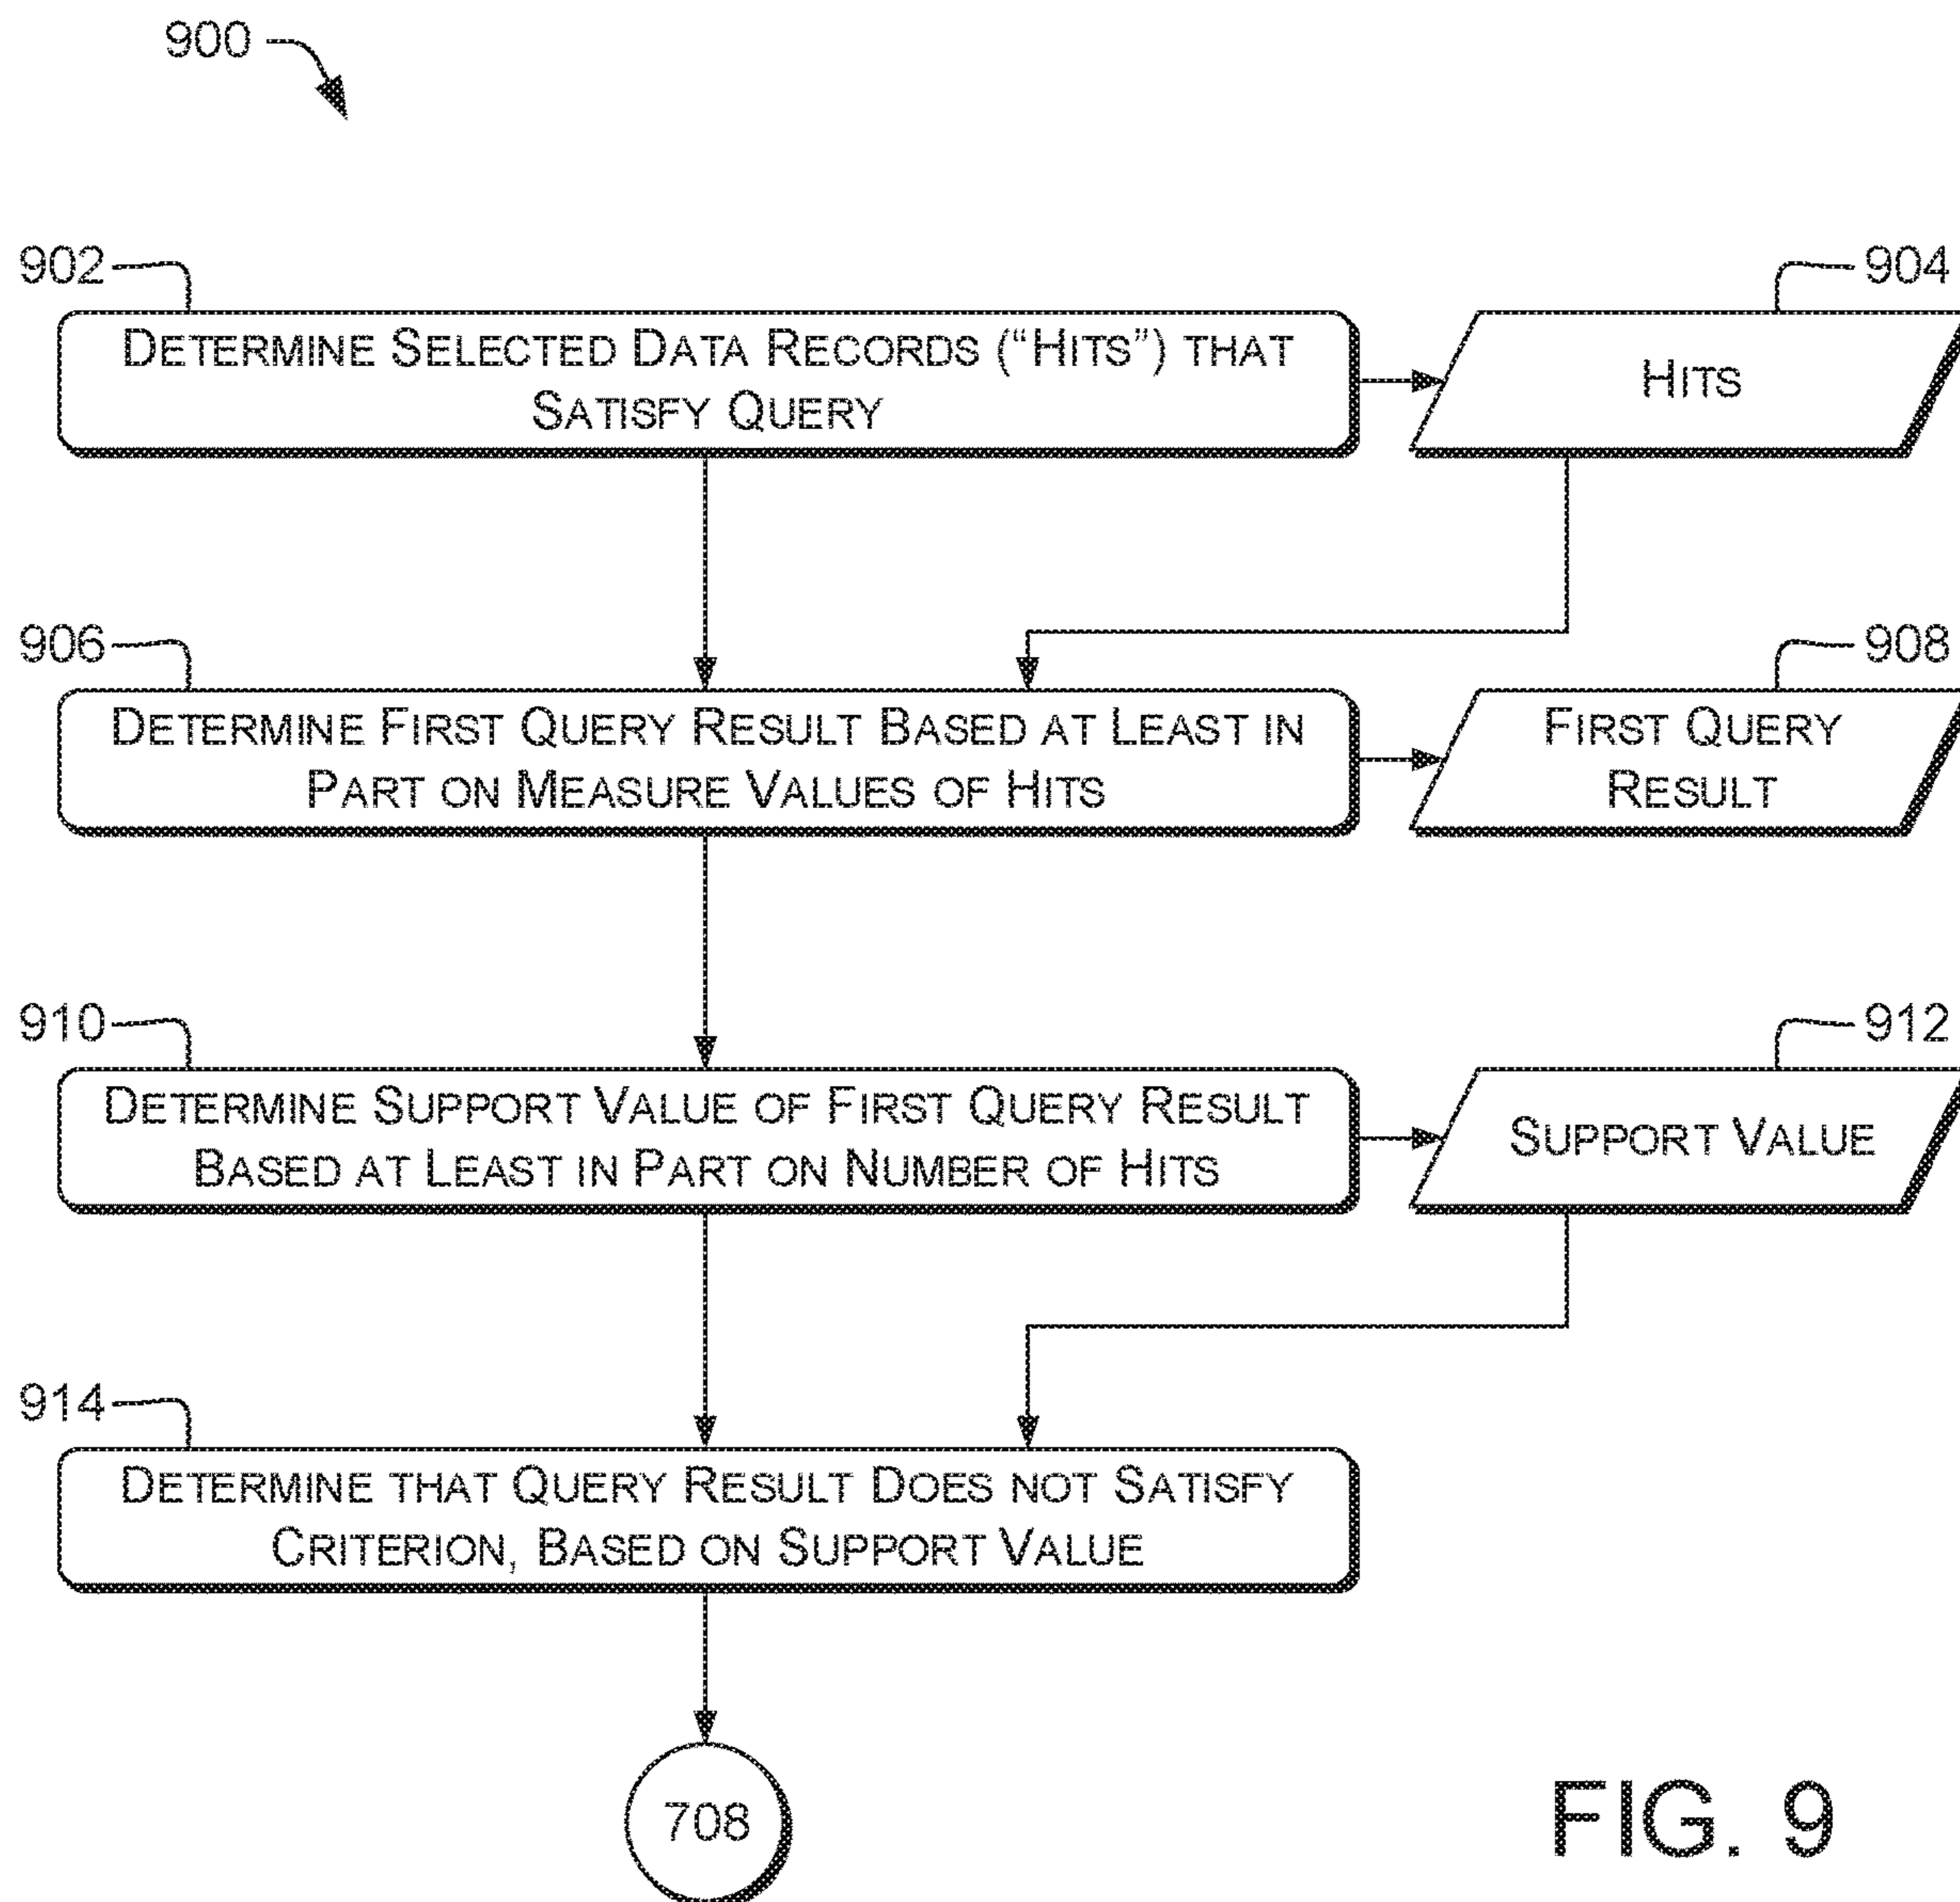 900
902
904
DETERMINE SELECTED DATA RECORDS (“HITS”) THAT
SATISFY QUERY
HITS
906
908
DETERMINE FIRST QUERY RESULT BASED AT LEAST IN
PART ON MEASURE VALUES OF HITS
FIRST QUERY
RESULT
910
912
DETERMINE SUPPORT VALUE OF FIRST QUERY RESULT
BASED AT LEAST IN PART ON NUMBER OF HITS
SUPPORT VALUE
914
DETERMINE THAT QUERY RESULT DOES NOT SATISFY
CRITERION, BASED ON SUPPORT VALUE
708
FIG. 9